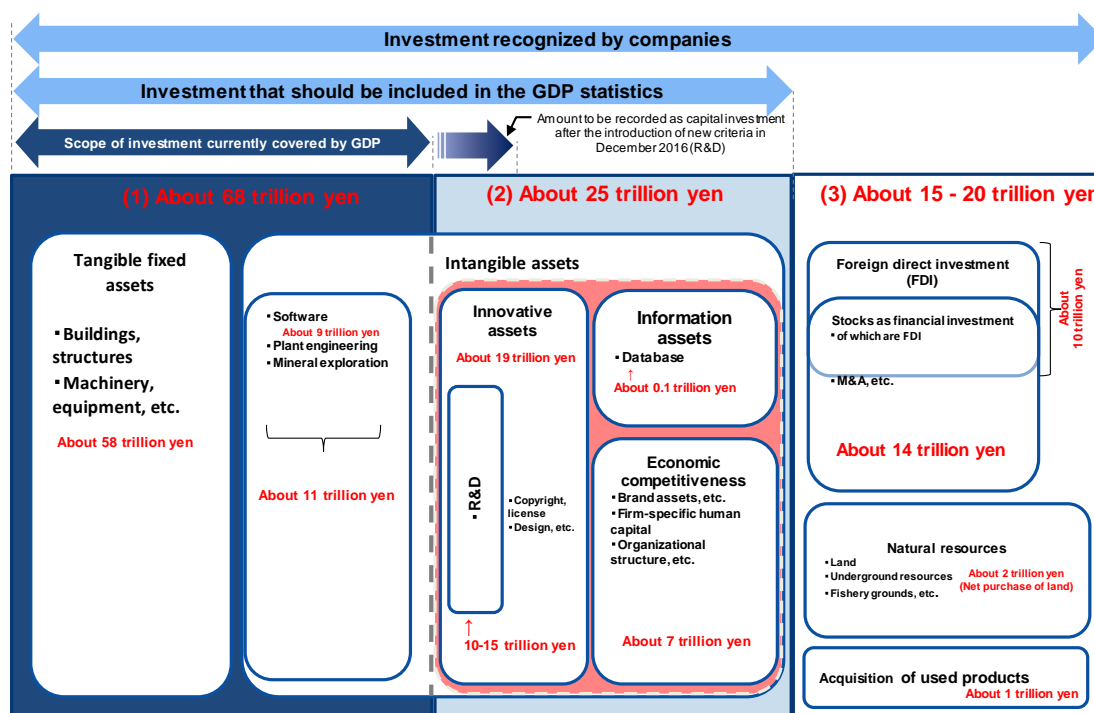 Investment recognized by companies
Investment that should be included in the GDP statistics
Scope of investment currently covered by GDP
Amount to be recorded as capital investment
after the introduction of new criteria in
December 2016 (R&D)
(1) About 68 trillion yen
(2) About 25 trillion yen
(3) About 15 - 20 trillion yen
Tangible fixed
assets
▪ Buildings,
structures
▪ Machinery,
equipment, etc.
About 58 trillion yen
▪ Software
About 9 trillion yen
▪ Plant engineering
▪ Mineral exploration
About 11 trillion yen
Intangible assets
Innovative
assets
About 19 trillion yen
▪ R&D
▪ Copyright,
license
▪ Design, etc.
↑
10-15 trillion yen
Information
assets
▪ Database
↑
About 0.1 trillion yen
Economic
competitiveness
▪ Brand assets, etc.
▪ Firm-specific human
capital
▪ Organizational
structure, etc.
About 7 trillion yen
Foreign direct investment
(FDI)
Stocks as financial investment
▪ of which are FDI
▪ M&A, etc.
About 14 trillion yen
About
10 trillion yen
Natural resources
▪ Land
▪ Underground resources
▪ Fishery grounds, etc.
About 2 trillion yen
(Net purchase of land)
Acquisition of used products
About 1 trillion yen